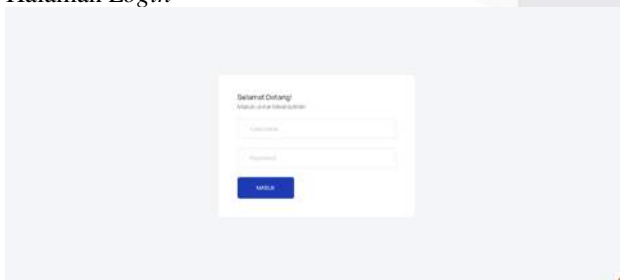 Halaman Login
Selamat Datang!
Masuk untuk Melanjutkan
Username
Password
MASUK